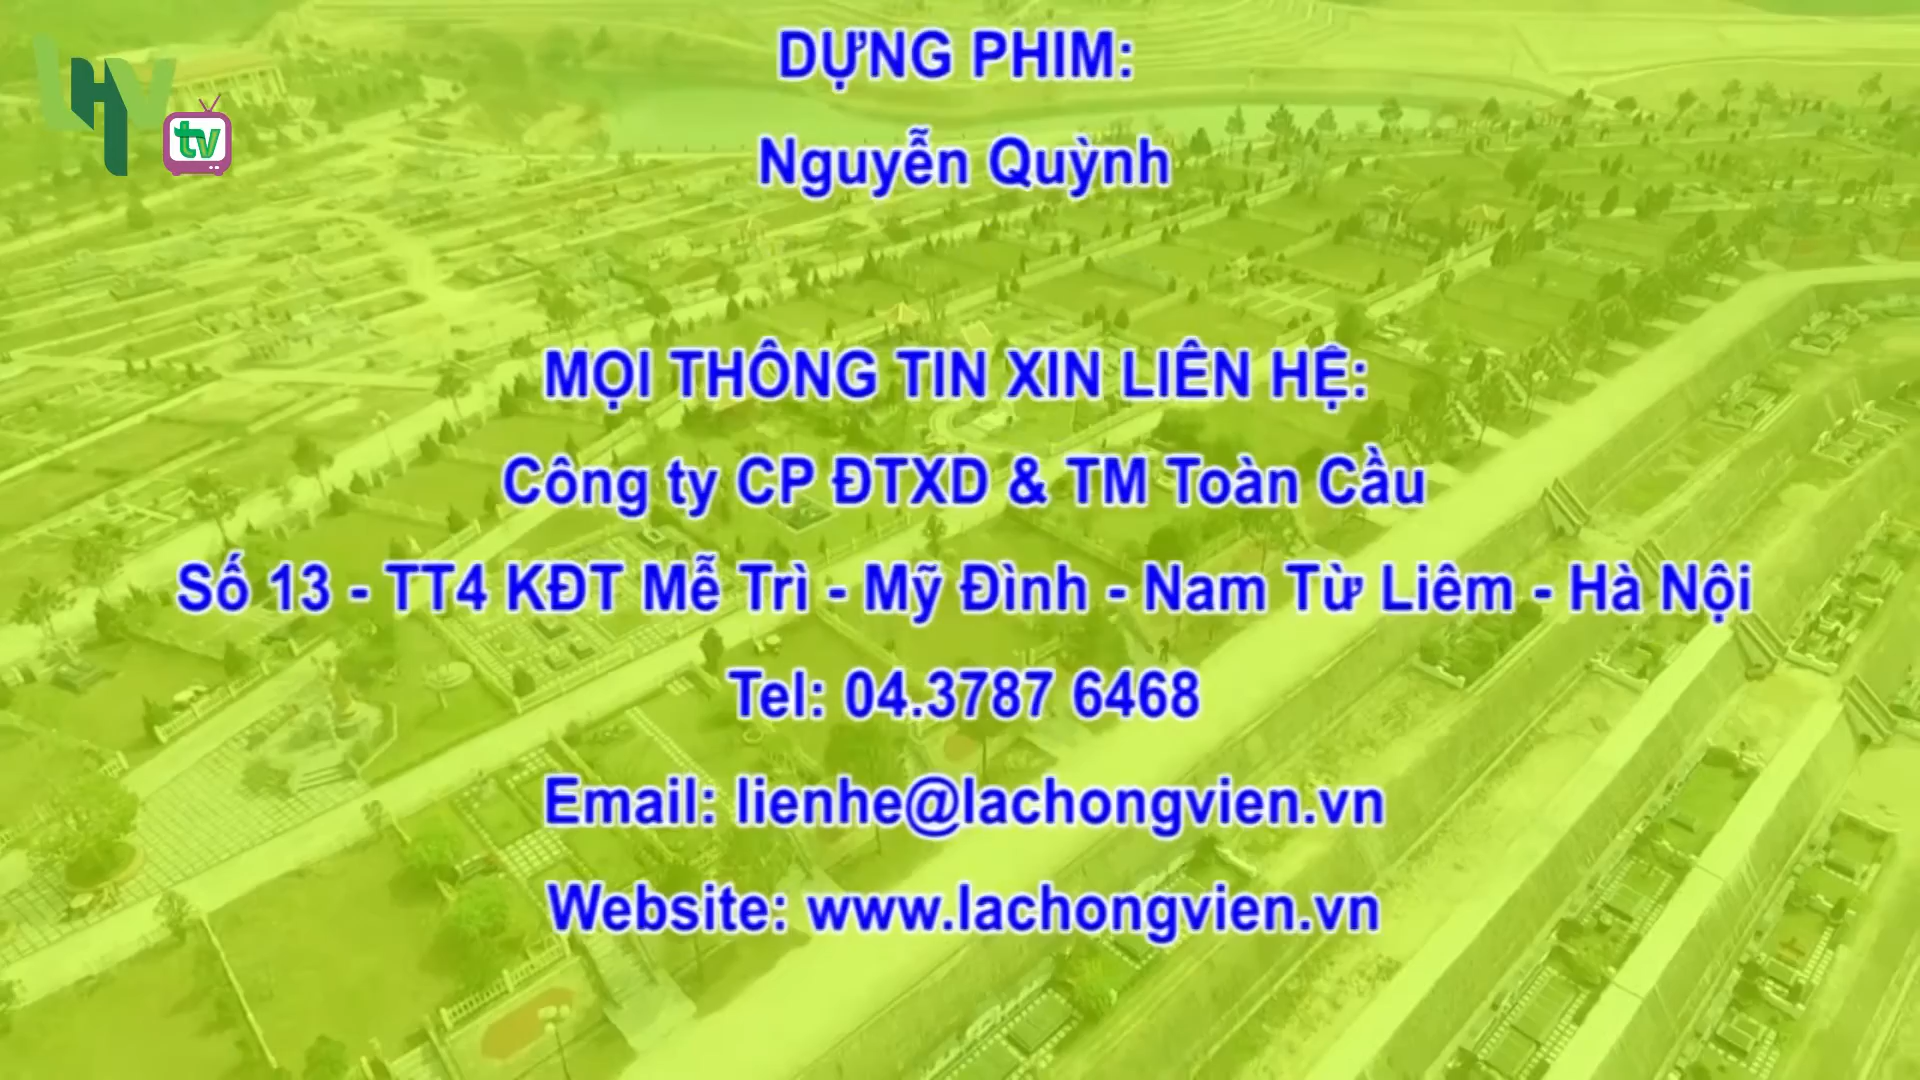 LHV
tv
DỰNG PHIM:
Nguyễn Quỳnh
MỌI THÔNG TIN XIN LIÊN HỆ:
Công ty CP ĐTXD & TM Toàn Cầu
Số 13 - TT4 KĐT Mễ Trì - Mỹ Đình - Nam Từ Liêm - Hà Nội
Tel: 04.3787 6468
Email: lienhe@lachongvien.vn
Website: www.lachongvien.vn